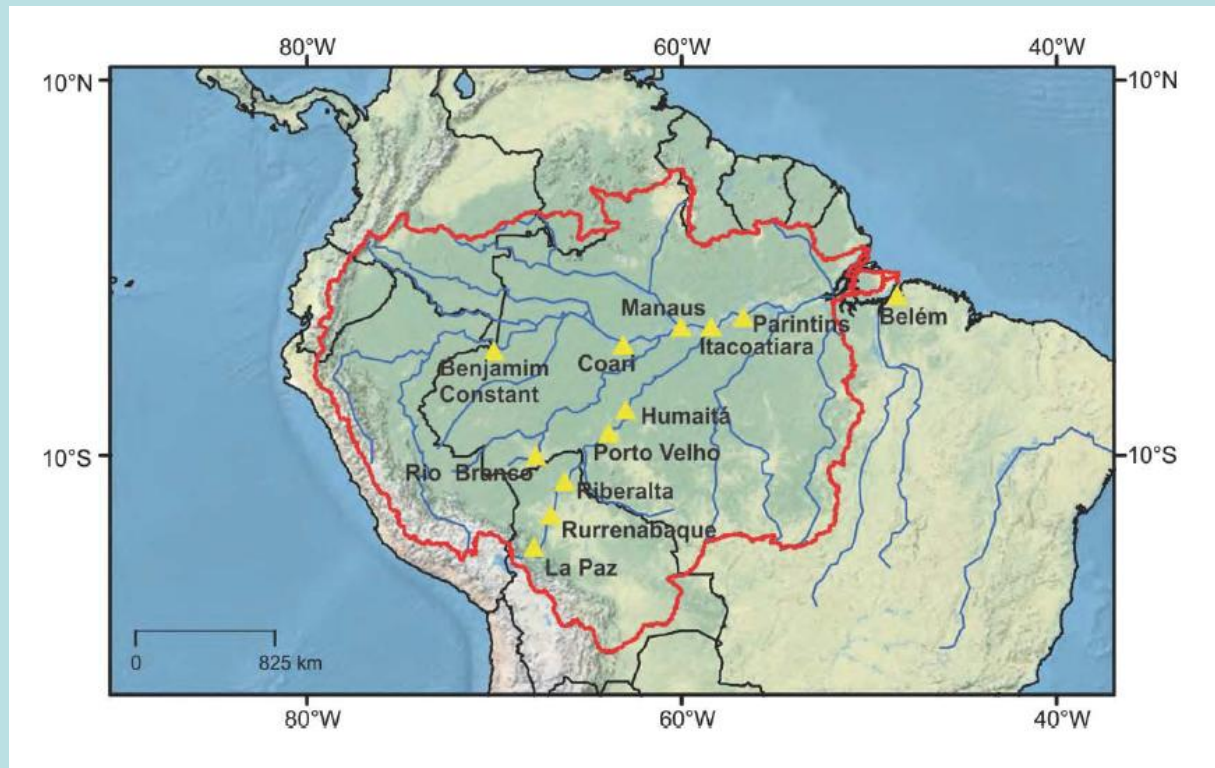 80°W 60°W 40°W
10°N 10°N
Manaus
Parintins
Belém
Itacoatiara
Coari
Benjamim
Constant
Humaitá
10°S 10°S
Porto Velho
Rio Branco
Riberalta
Rurrenabaque
La Paz
0 825 km
80°W 60°W 40°W